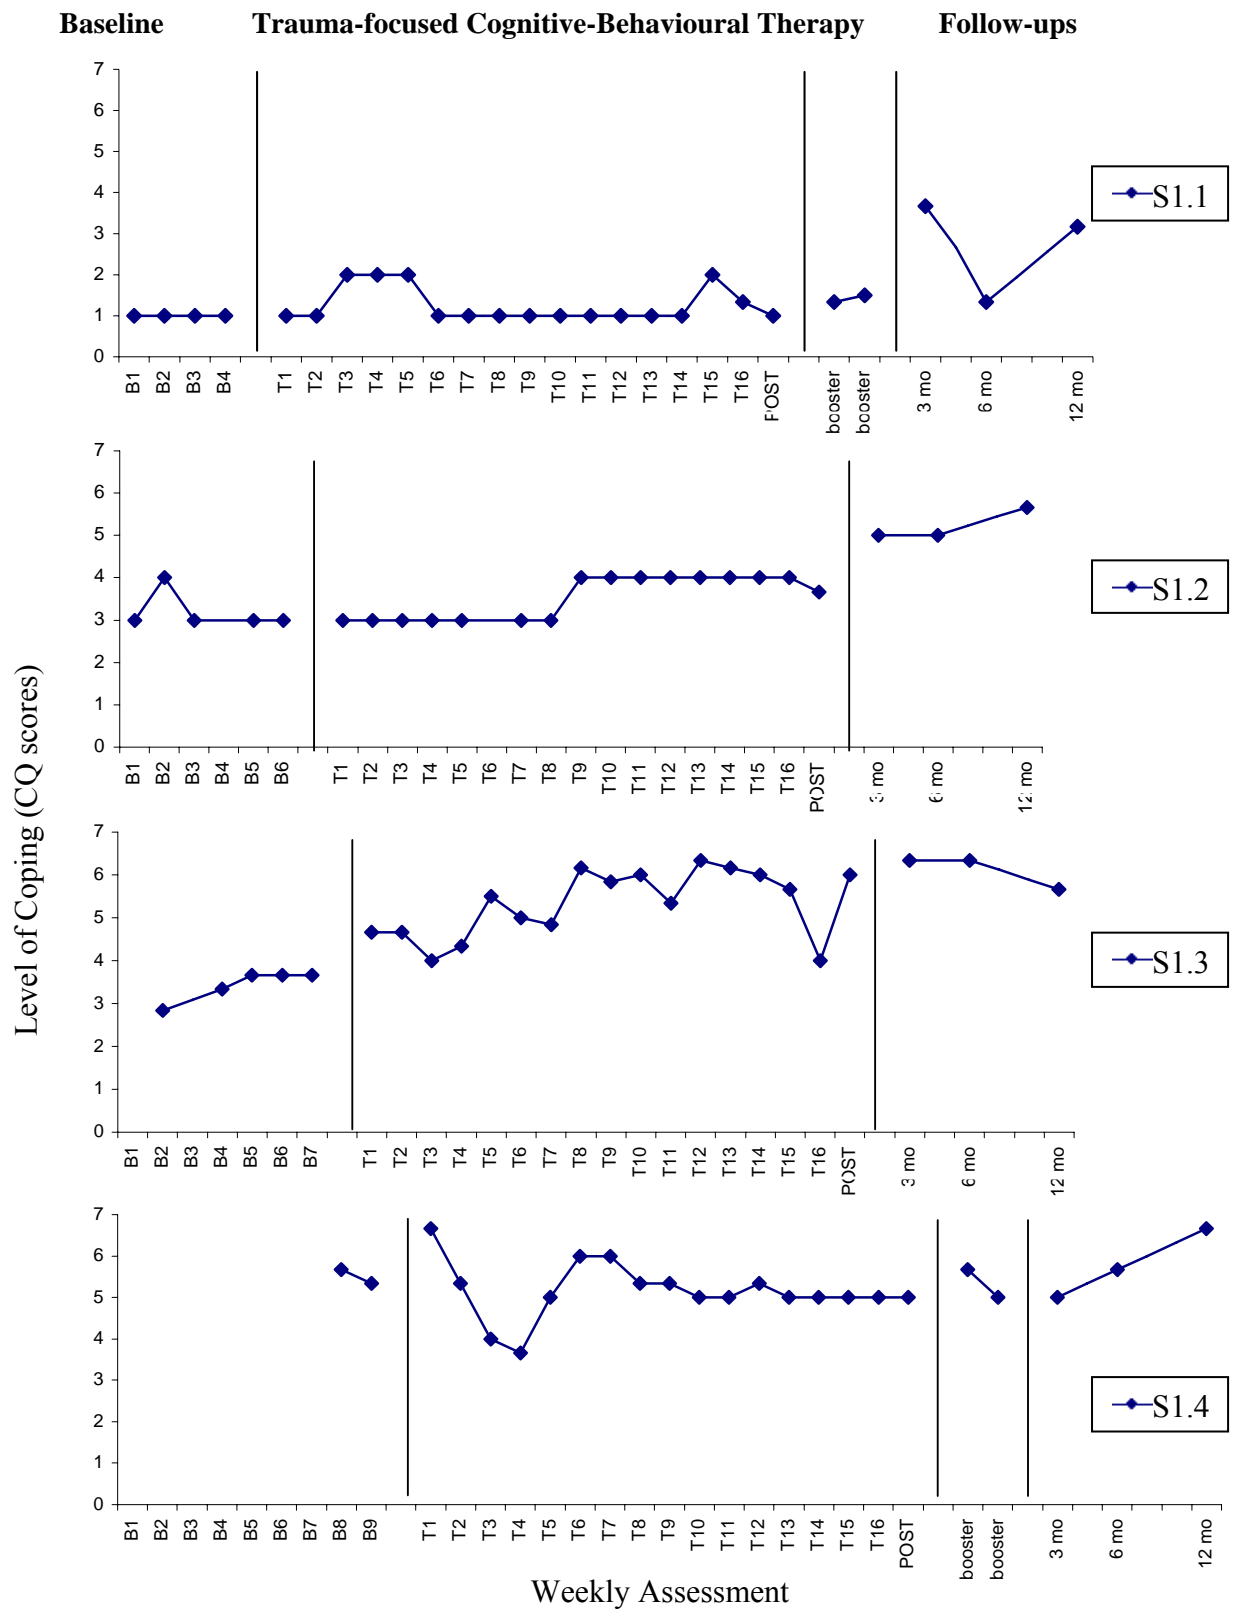 Baseline Trauma-focused Cognitive-Behavioural Therapy Follow-ups
7
6
5
4
3
2
1
0
S1.1
B1 B2 B3 B4 T1 T2 T3 T4 T5 T6 T7 T8 T9 T10 T11 T12 T13 T14 T15 T16 POST booster booster 3 mo 6 mo 12 mo
7
6
5
4
3
2
1
0
S1.2
B1 B2 B3 B4 B5 B6 T1 T2 T3 T4 T5 T6 T7 T8 T9 T10 T11 T12 T13 T14 T15 T16 POST 3 mo 6 mo 12 mo
Level of Coping (CQ scores)
7
6
5
4
3
2
1
0
S1.3
B1 B2 B3 B4 B5 B6 B7 T1 T2 T3 T4 T5 T6 T7 T8 T9 T10 T11 T12 T13 T14 T15 T16 POST 3 mo 6 mo 12 mo
7
6
5
4
3
2
1
0
S1.4
B1 B2 B3 B4 B5 B6 B7 B8 B9 T1 T2 T3 T4 T5 T6 T7 T8 T9 T10 T11 T12 T13 T14 T15 T16 POST booster booster 3 mo 6 mo 12 mo
Weekly Assessment